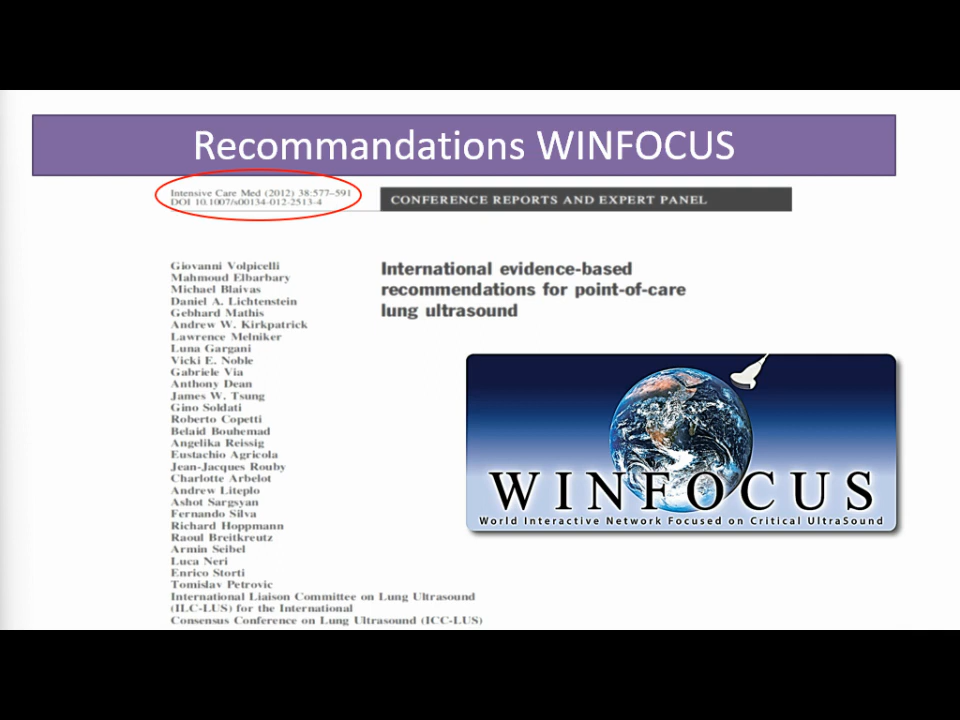 Recommandations WINFOCUS
Intensive Care Med (2012) 38:577–591
DOI 10.1007/s00134-012-2513-4
CONFERENCE REPORTS AND EXPERT PANEL
Giovanni Volpicelli
Mahmoud Elbarbary
Michael Blaivas
Daniel A. Lichtenstein
Gebhard Mathis
Andrew W. Kirkpatrick
Lawrence Melniker
Luna Gargani
Vicki E. Noble
Gabriele Via
Anthony Dean
James W. Tsung
Gino Soldati
Roberto Copetti
Belaid Bouhemad
Angelika Reissig
Eustachio Agricola
Jean-Jacques Rouby
Charlotte Arbelot
Andrew Liteplo
Ashot Sargsyan
Fernando Silva
Richard Hoppmann
Raoul Breitkreutz
Armin Seibel
Luca Neri
Enrico Storti
Tomislav Petrovic
International Liaison Committee on Lung Ultrasound
(ILC-LUS) for the International
Consensus Conference on Lung Ultrasound (ICC-LUS)
International evidence-based
recommendations for point-of-care
lung ultrasound
WINFOCUS
World Interactive Network Focused on Critical UltraSound